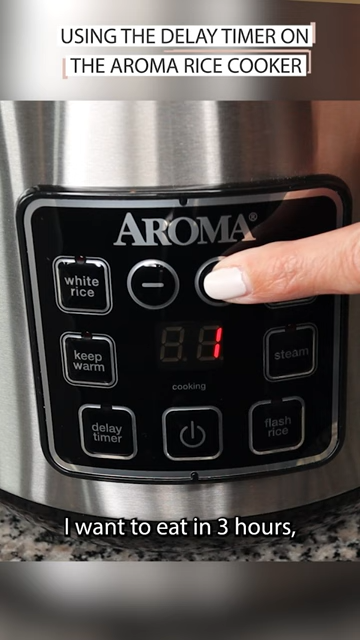 USING THE DELAY TIMER ON
THE AROMA RICE COOKER
AROMA®
white
rice
−
1
keep
warm
steam
cooking
delay
timer
flash
rice
I want to eat in 3 hours,